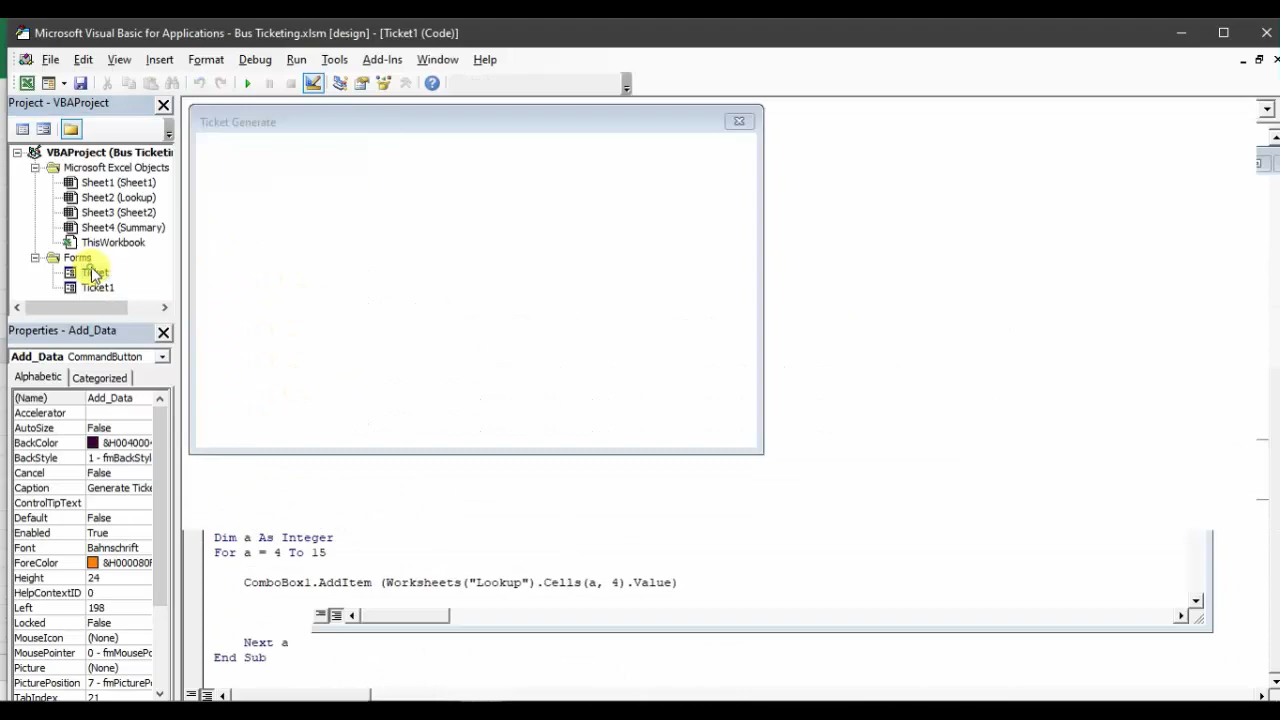 Microsoft Visual Basic for Applications - Bus Ticketing.xlsm [design] - [Ticket1 (Code)]
File Edit View Insert Format Debug Run Tools Add-Ins Window Help
Project - VBAProject
VBAProject (Bus Ticketi
Microsoft Excel Objects
Sheet1 (Sheet1)
Sheet2 (Lookup)
Sheet3 (Sheet2)
Sheet4 (Summary)
ThisWorkbook
Forms
Ticket
Ticket1
Properties - Add_Data
Add_Data CommandButton
Alphabetic Categorized
(Name) Add_Data
Accelerator
AutoSize False
BackColor &H004000
BackStyle 1 - fmBackStyl
Cancel False
Caption Generate Ticke
ControlTipText
Default False
Enabled True
Font Bahnschrift
ForeColor &H000080F
Height 24
HelpContextID 0
Left 198
Locked False
MouseIcon (None)
MousePointer 0 - fmMousePo
Picture (None)
PicturePosition 7 - fmPictureP
TabIndex 21
Ticket Generate
Dim a As Integer
For a = 4 To 15
ComboBox1.AddItem (Worksheets("Lookup").Cells(a, 4).Value)
Next a
End Sub